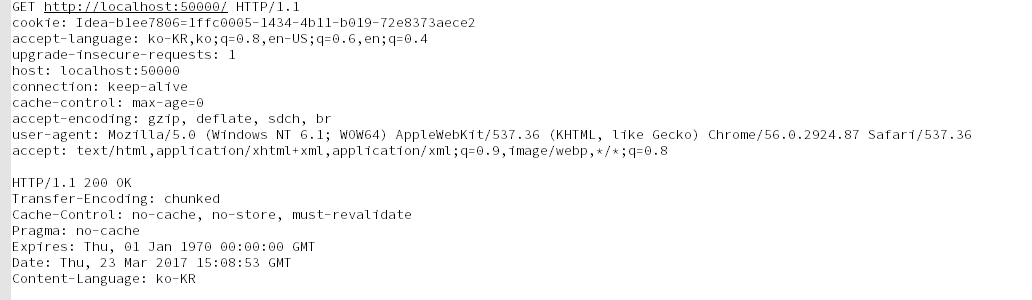 GET http://localhost:50000/ HTTP/1.1
cookie: Idea-b1ee7806=1ffc0005-1434-4b11-b019-72e8373aece2
accept-language: ko-KR,ko;q=0.8,en-US;q=0.6,en;q=0.4
upgrade-insecure-requests: 1
host: localhost:50000
connection: keep-alive
cache-control: max-age=0
accept-encoding: gzip, deflate, sdch, br
user-agent: Mozilla/5.0 (Windows NT 6.1; WOW64) AppleWebKit/537.36 (KHTML, like Gecko) Chrome/56.0.2924.87 Safari/537.36
accept: text/html,application/xhtml+xml,application/xml;q=0.9,image/webp,*/*;q=0.8
HTTP/1.1 200 OK
Transfer-Encoding: chunked
Cache-Control: no-cache, no-store, must-revalidate
Pragma: no-cache
Expires: Thu, 01 Jan 1970 00:00:00 GMT
Date: Thu, 23 Mar 2017 15:08:53 GMT
Content-Language: ko-KR